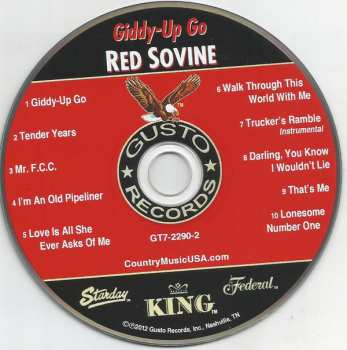 Giddy-Up Go
RED SOVINE
1 Giddy-Up Go
2 Tender Years
3 Mr. F.C.C.
4 I'm An Old Pipeliner
5 Love Is All She
Ever Asks Of Me
6 Walk Through This
World With Me
7 Trucker's Ramble
Instrumental
8 Darling, You Know
I Wouldn't Lie
9 That's Me
10 Lonesome
Number One
TM
GUSTO
RECORDS
GT7-2290-2
CountryMusicUSA.com
Starday
KING
Federal
©℗2012 Gusto Records, Inc., Nashville, TN